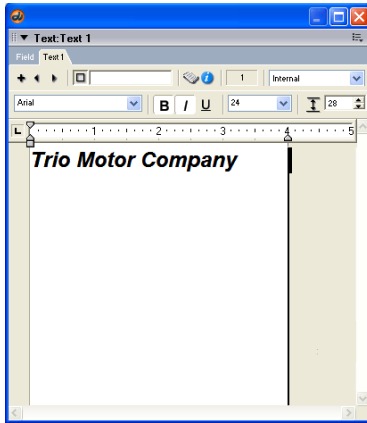 Text:Text 1
Field Text 1
1 Internal
Arial B I U 24 28
1 2 3 4 5
Trio Motor Company